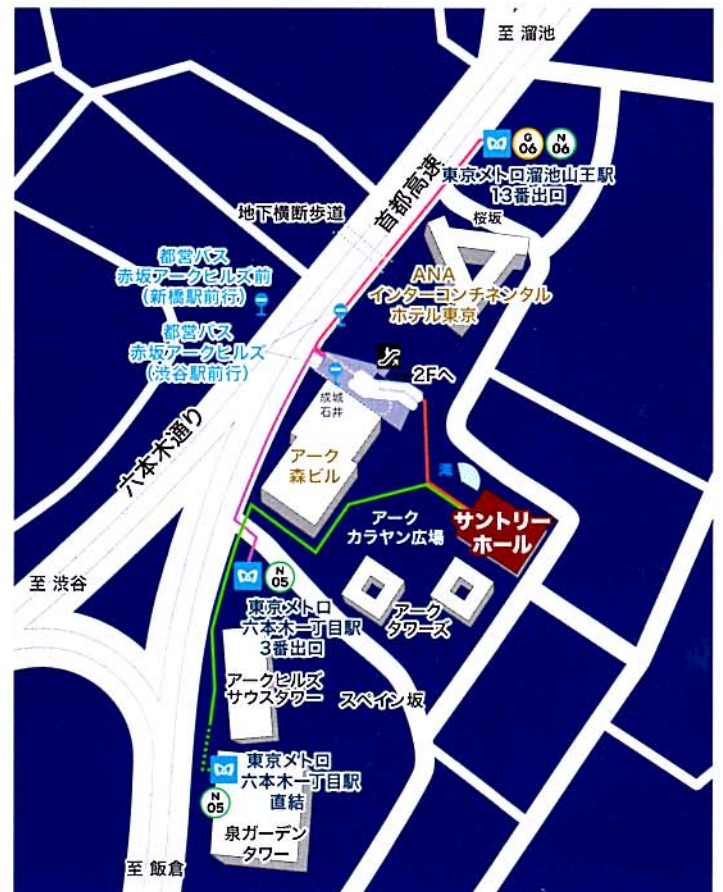 至 溜池
G
06
N
06
東京メトロ溜池山王駅
13番出口
首都高速
地下横断歩道
桜坂
都営バス
赤坂アークヒルズ前
(新橋駅前行)
ANA
インターコンチネンタル
ホテル東京
都営バス
赤坂アークヒルズ
(渋谷駅前行)
2Fへ
成城
石井
六本木通り
アーク
森ビル
滝
サントリー
ホール
アーク
カラヤン広場
至 渋谷
N
05
東京メトロ
六本木一丁目駅
3番出口
アーク
タワーズ
アークヒルズ
サウスタワー
スペイン坂
東京メトロ
六本木一丁目駅
直結
N
05
泉ガーデン
タワー
至 飯倉